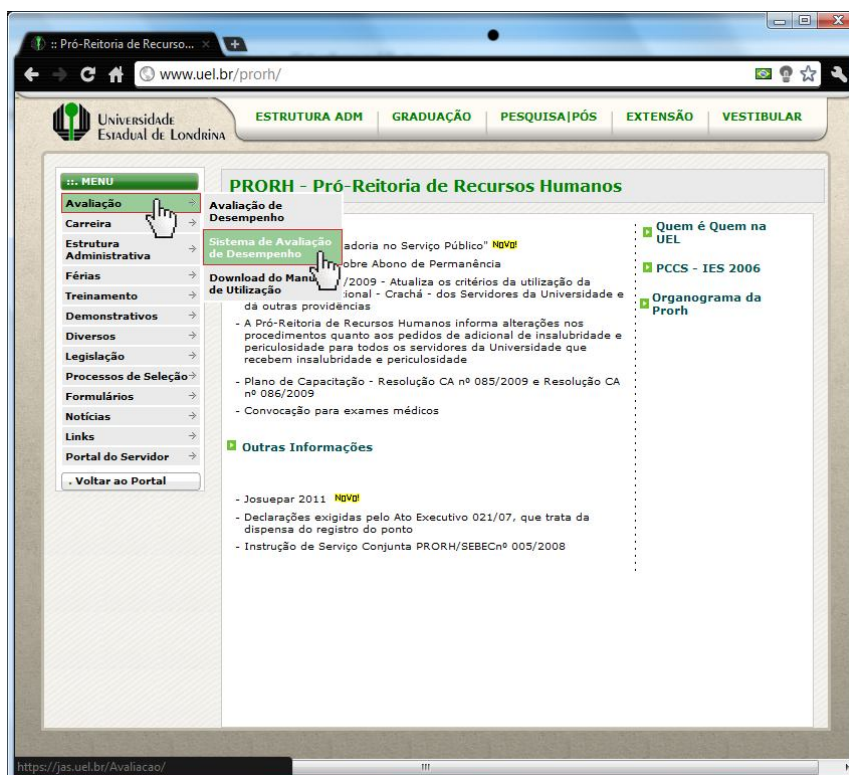 :: Pró-Reitoria de Recurso...
www.uel.br/prorh/
Universidade
Estadual de Londrina
ESTRUTURA ADM
GRADUAÇÃO
PESQUISA|PÓS
EXTENSÃO
VESTIBULAR
::. MENU
Avaliação
Carreira
Estrutura
Administrativa
Férias
Treinamento
Demonstrativos
Diversos
Legislação
Processos de Seleção
Formulários
Notícias
Links
Portal do Servidor
. Voltar ao Portal
Avaliação de
Desempenho
Sistema de Avaliação
de Desempenho
Download do Manu
de Utilização
PRORH - Pró-Reitoria de Recursos Humanos
adoria no Serviço Público" Novo!
obre Abono de Permanência
/2009 - Atualiza os critérios da utilização da
cional - Crachá - dos Servidores da Universidade e
dá outras providências
- A Pró-Reitoria de Recursos Humanos informa alterações nos
procedimentos quanto aos pedidos de adicional de insalubridade e
periculosidade para todos os servidores da Universidade que
recebem insalubridade e periculosidade
- Plano de Capacitação - Resolução CA nº 085/2009 e Resolução CA
nº 086/2009
- Convocação para exames médicos
Outras Informações
- Josuepar 2011 Novo!
- Declarações exigidas pelo Ato Executivo 021/07, que trata da
dispensa do registro do
ponto
- Instrução de Serviço Conjunta PRORH/SEBECnº 005/2008
Quem é Quem na
UEL
PCCS - IES 2006
Organograma da
Prorh
https://jas.uel.br/Avaliacao/